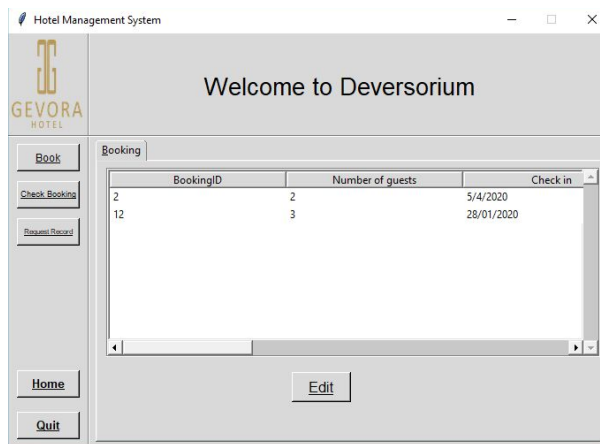 Hotel Management System
GEVORA
HOTEL
Welcome to Deversorium
Book
Check Booking
Request Record
Home
Quit
Booking
BookingID Number of guests Check in
2 2 5/4/2020
12 3 28/01/2020
Edit